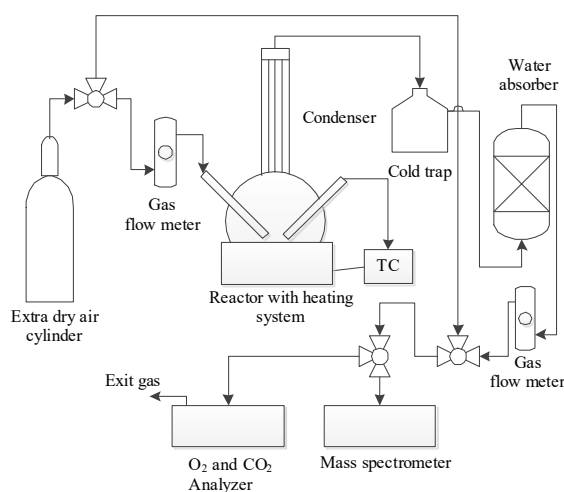 Water
absorber
Condenser
Cold trap
Gas
flow meter
TC
Reactor with heating
system
Extra dry air
cylinder
Gas
flow meter
Exit gas
O₂ and CO₂
Analyzer
Mass spectrometer